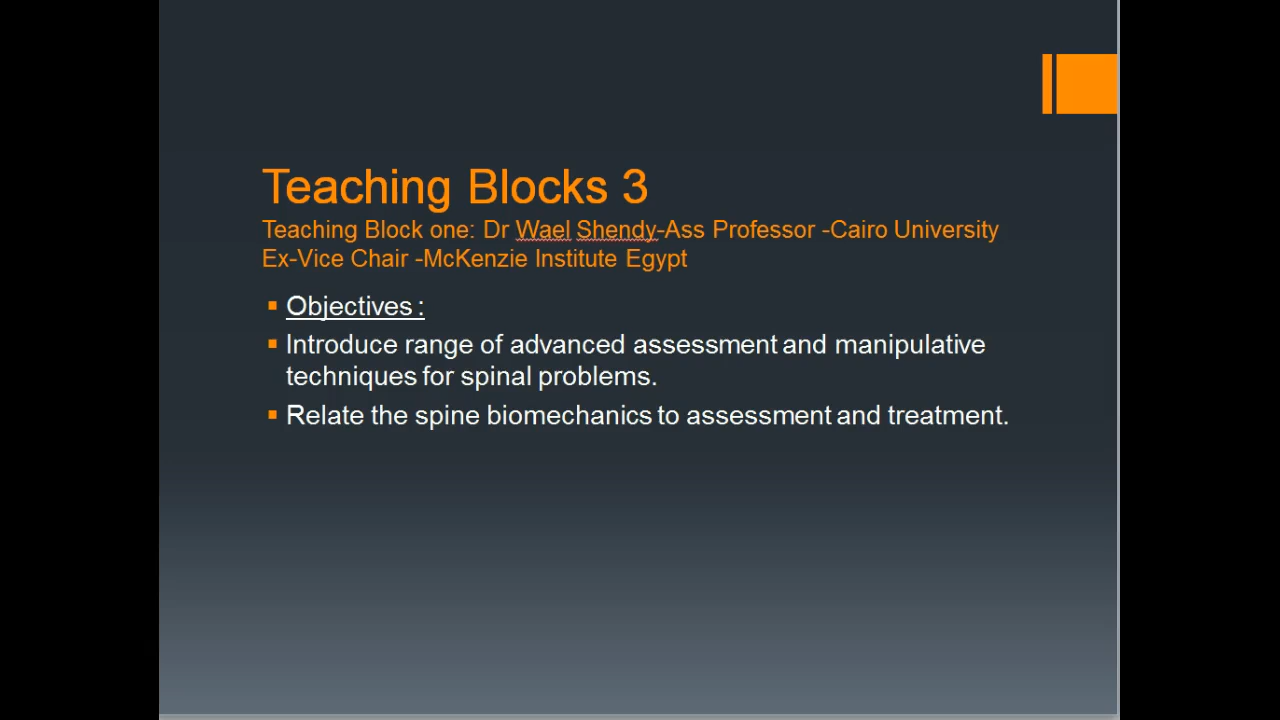 Teaching Blocks 3
Teaching Block one: Dr Wael Shendy-Ass Professor -Cairo University
Ex-Vice Chair -McKenzie Institute Egypt
Objectives :
Introduce range of advanced assessment and manipulative
techniques for spinal problems.
Relate the spine biomechanics to assessment and treatment.